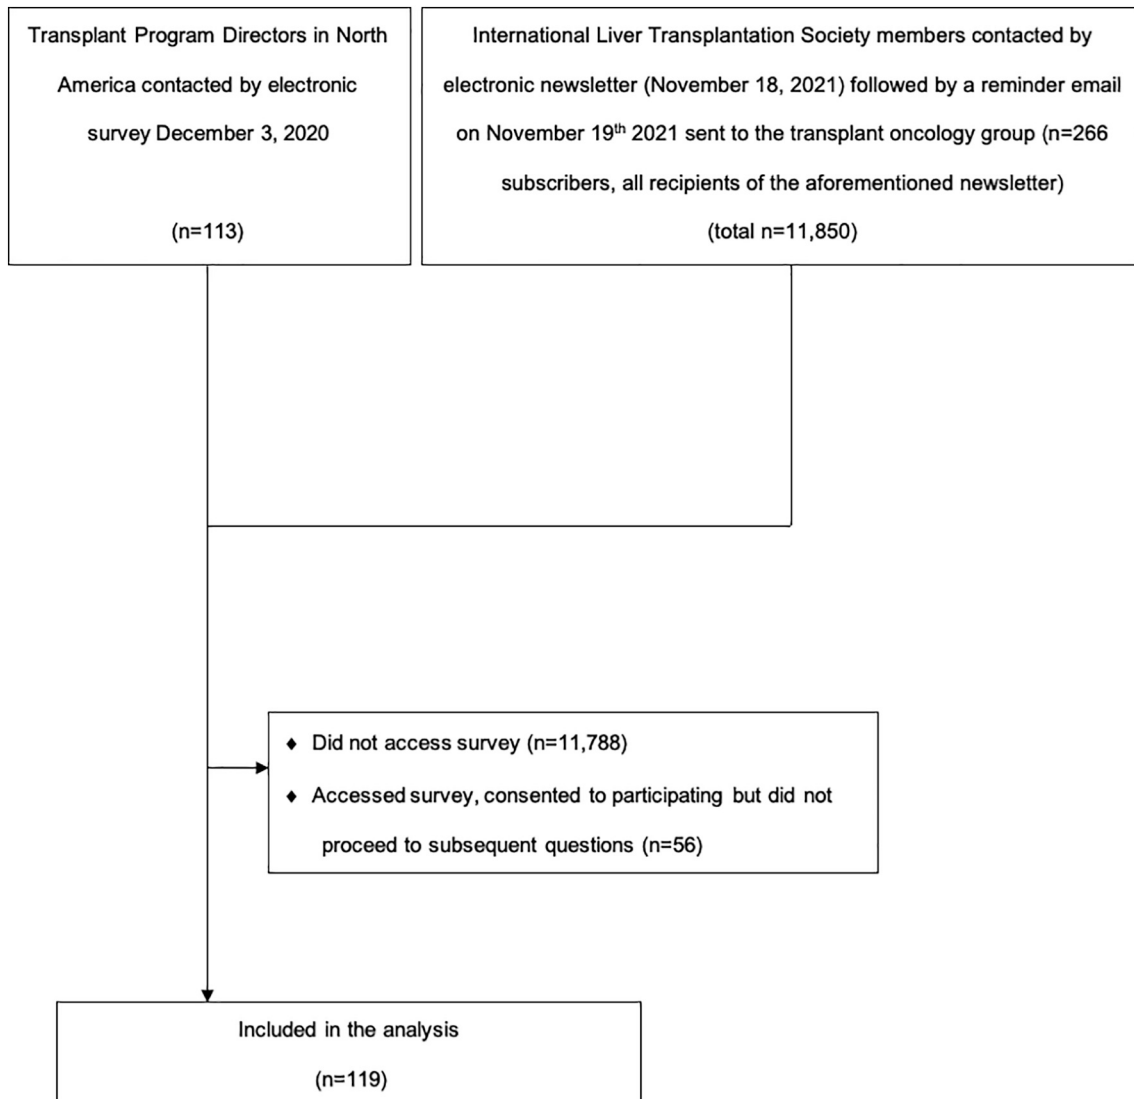 Transplant Program Directors in North
America contacted by electronic
survey December 3, 2020
(n=113)
International Liver Transplantation Society members contacted by
electronic newsletter (November 18, 2021) followed by a reminder email
on November 19th 2021 sent to the transplant oncology group (n=266
subscribers, all recipients of the aforementioned newsletter)
(total n=11,850)
♦ Did not access survey (n=11,788)
♦ Accessed survey, consented to participating but did not
proceed to subsequent questions (n=56)
Included in the analysis
(n=119)